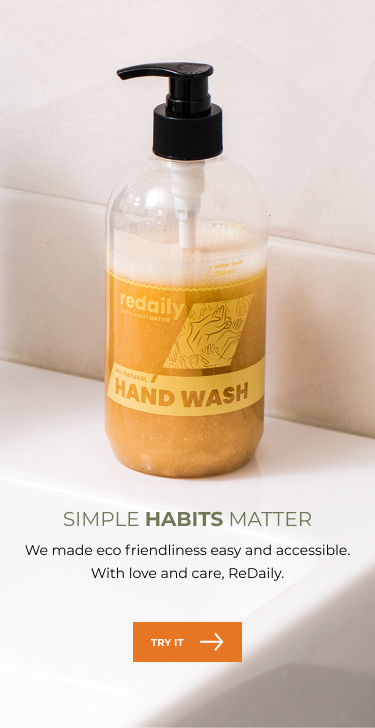 redaily
SIMPLE HABITS MATTER
ALL NATURAL
HAND WASH
SIMPLE HABITS MATTER
We made eco friendliness easy and accessible.
With love and care, ReDaily.
TRY IT